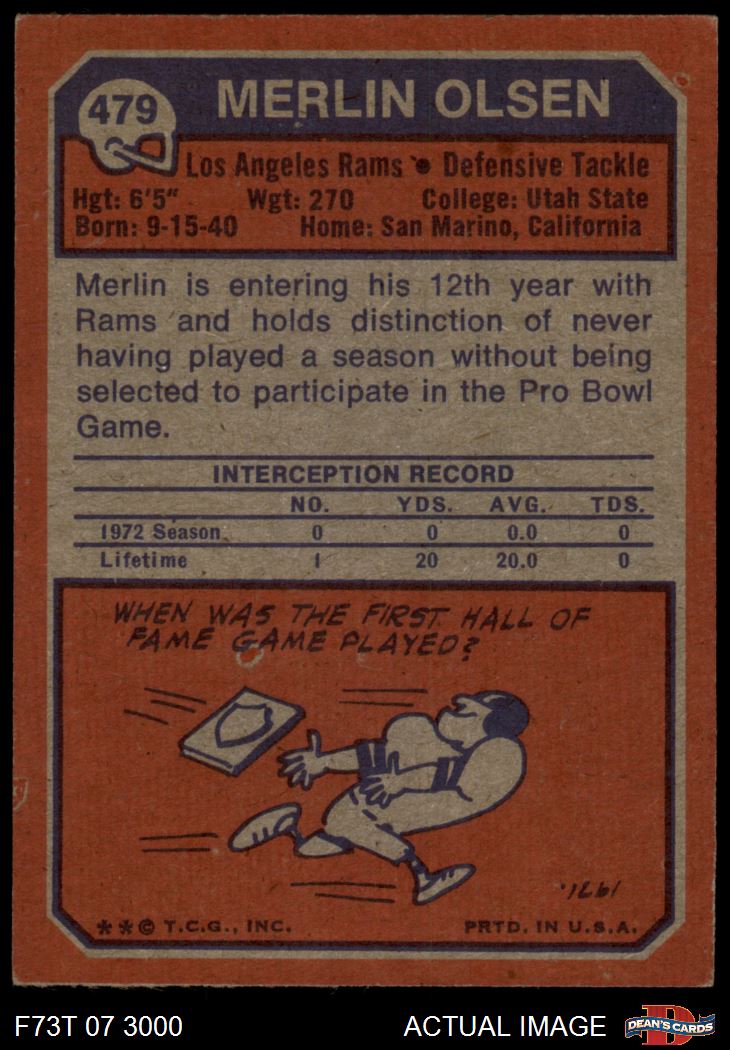 479
MERLIN OLSEN
Los Angeles Rams • Defensive Tackle
Hgt: 6'5" Wgt: 270 College: Utah State
Born: 9-15-40 Home: San Marino, California
Merlin is entering his 12th year with
Rams and holds distinction of never
having played a season without being
selected to participate in the Pro Bowl
Game.
INTERCEPTION RECORD
NO. YDS. AVG. TDS.
1972 Season 0 0 0.0 0
Lifetime 1 20 20.0 0
WHEN WAS THE FIRST HALL OF
FAME GAME PLAYED?
'1L61
**© T.C.G., INC. PRTD. IN U.S.A.
F73T 07 3000 ACTUAL IMAGE DEAN'S CARDS